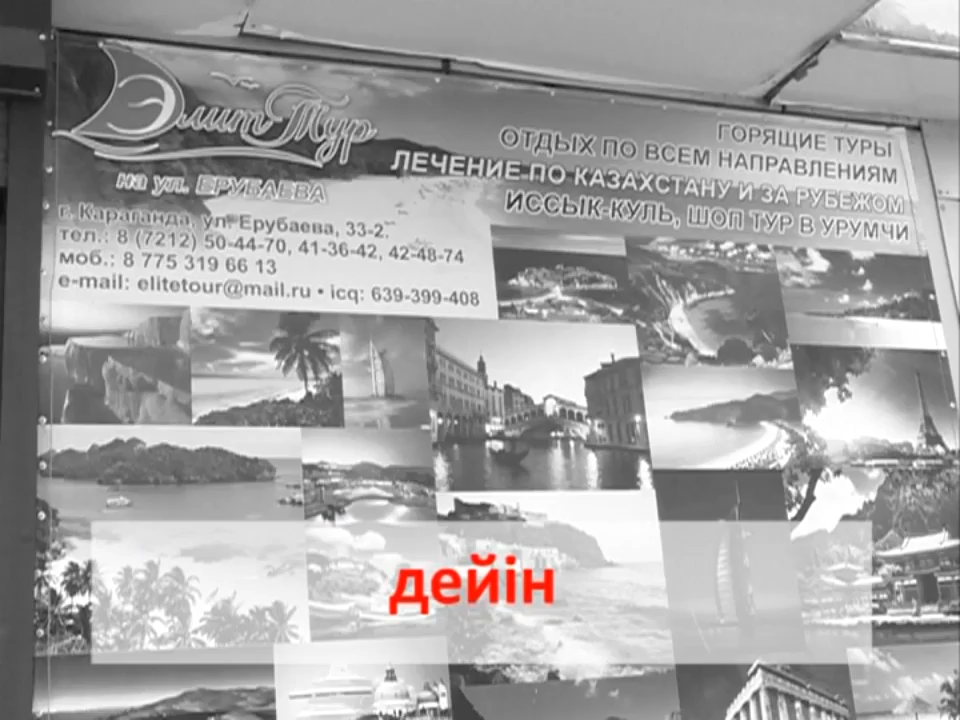 Элит Тур
на ул. ЕРУБАЕВА
г. Караганда, ул. Ерубаева, 33-2.
тел.: 8 (7212) 50-44-70, 41-36-42, 42-48-74
моб.: 8 775 319 66 13
e-mail: elitetour@mail.ru • icq: 639-399-408
ГОРЯЩИЕ ТУРЫ
ОТДЫХ ПО ВСЕМ НАПРАВЛЕНИЯМ
ЛЕЧЕНИЕ ПО КАЗАХСТАНУ И ЗА РУБЕЖОМ
ИССЫК-КУЛЬ, ШОП ТУР В УРУМЧИ
дейін